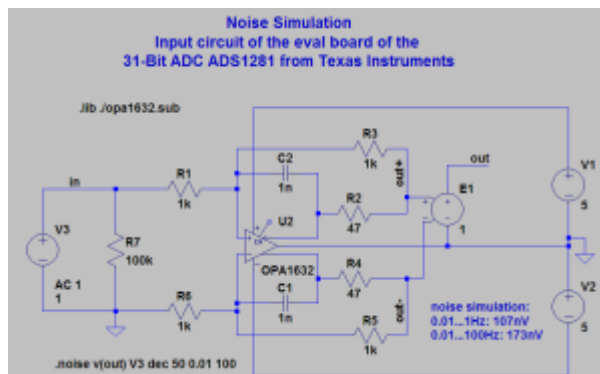 Noise Simulation
Input circuit of the eval board of the
31-Bit ADC ADS1281 from Texas Instruments
.lib ./opa1632.sub
R3
1k
C2
1n
out+
out
V1
5
in
R1
1k
R2
47
E1
1
U2
V3
AC 1
1
R7
100k
OPA1632
R4
47
C1
1n
R6
1k
out-
R5
1k
V2
5
noise simulation:
0.01...1Hz: 107nV
0.01...100Hz: 173nV
.noise v(out) V3 dec 50 0.01 100